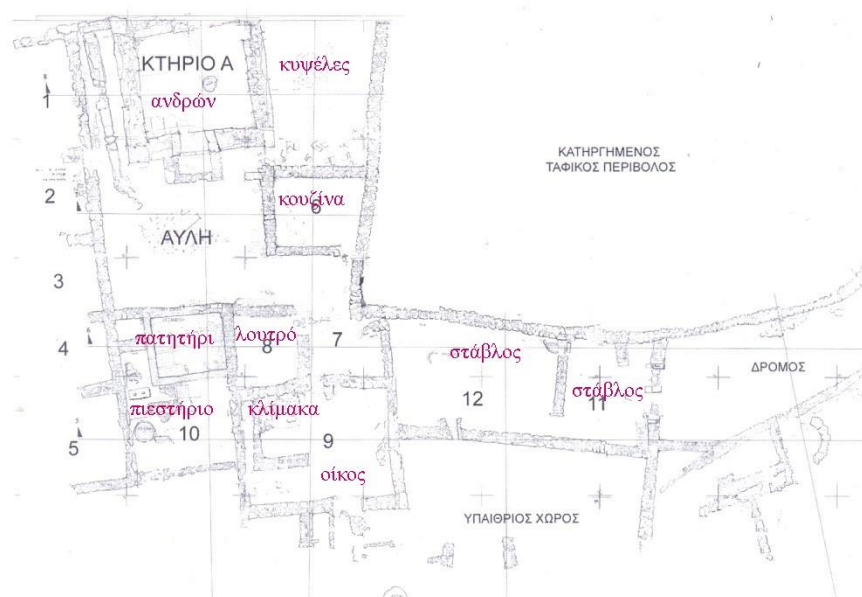 ΚΤΗΡΙΟ Α
κυψέλες
1
ανδρών
ΚΑΤΗΡΓΗΜΕΝΟΣ
ΤΑΦΙΚΟΣ ΠΕΡΙΒΟΛΟΣ
2
κουζίνα
6
ΑΥΛΗ
3
4
πατητήρι
λουτρό
8
7
στάβλος
ΔΡΟΜΟΣ
στάβλος
12
11
πιεστήριο
κλίμακα
5
10
9
οίκος
ΥΠΑΙΘΡΙΟΣ ΧΩΡΟΣ